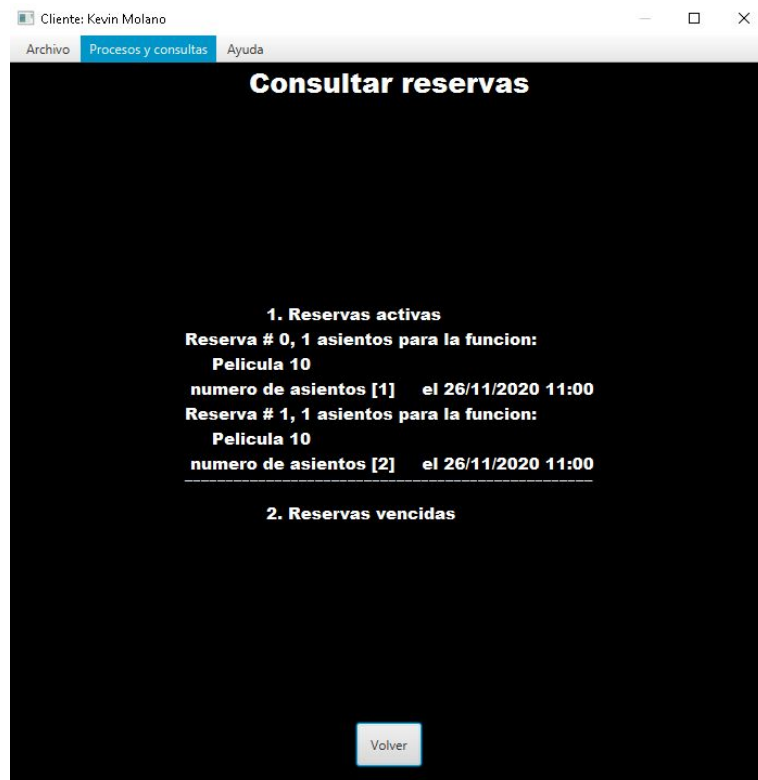 Cliente: Kevin Molano
Archivo Procesos y consultas Ayuda
Consultar reservas
1. Reservas activas
Reserva # 0, 1 asientos para la funcion:
Pelicula 10
numero de asientos [1] el 26/11/2020 11:00
Reserva # 1, 1 asientos para la funcion:
Pelicula 10
numero de asientos [2] el 26/11/2020 11:00
2. Reservas vencidas
Volver